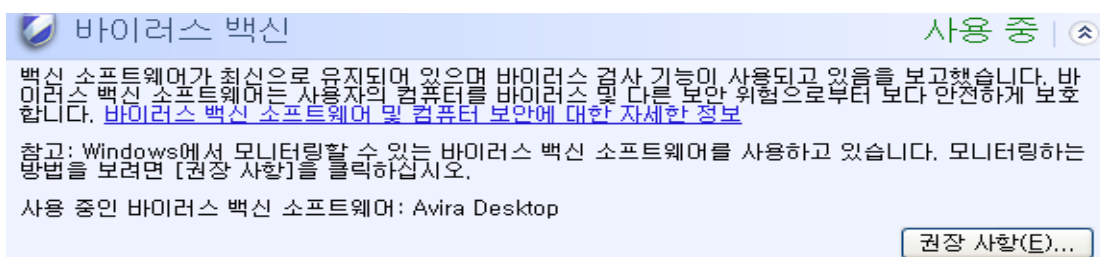 바이러스 백신 사용 중
백신 소프트웨어가 최신으로 유지되어 있으며 바이러스 검사 기능이 사용되고 있음을 보고했습니다. 바
이러스 백신 소프트웨어는 사용자의 컴퓨터를 바이러스 및 다른 보안 위험으로부터 보다 안전하게 보호
합니다. 바이러스 백신 소프트웨어 및 컴퓨터 보안에 대한 자세한 정보
참고: Windows에서 모니터링할 수 있는 바이러스 백신 소프트웨어를 사용하고 있습니다. 모니터링하는
방법을 보려면 [권장 사항]을 클릭하십시오.
사용 중인 바이러스 백신 소프트웨어: Avira Desktop
권장 사항(E)...